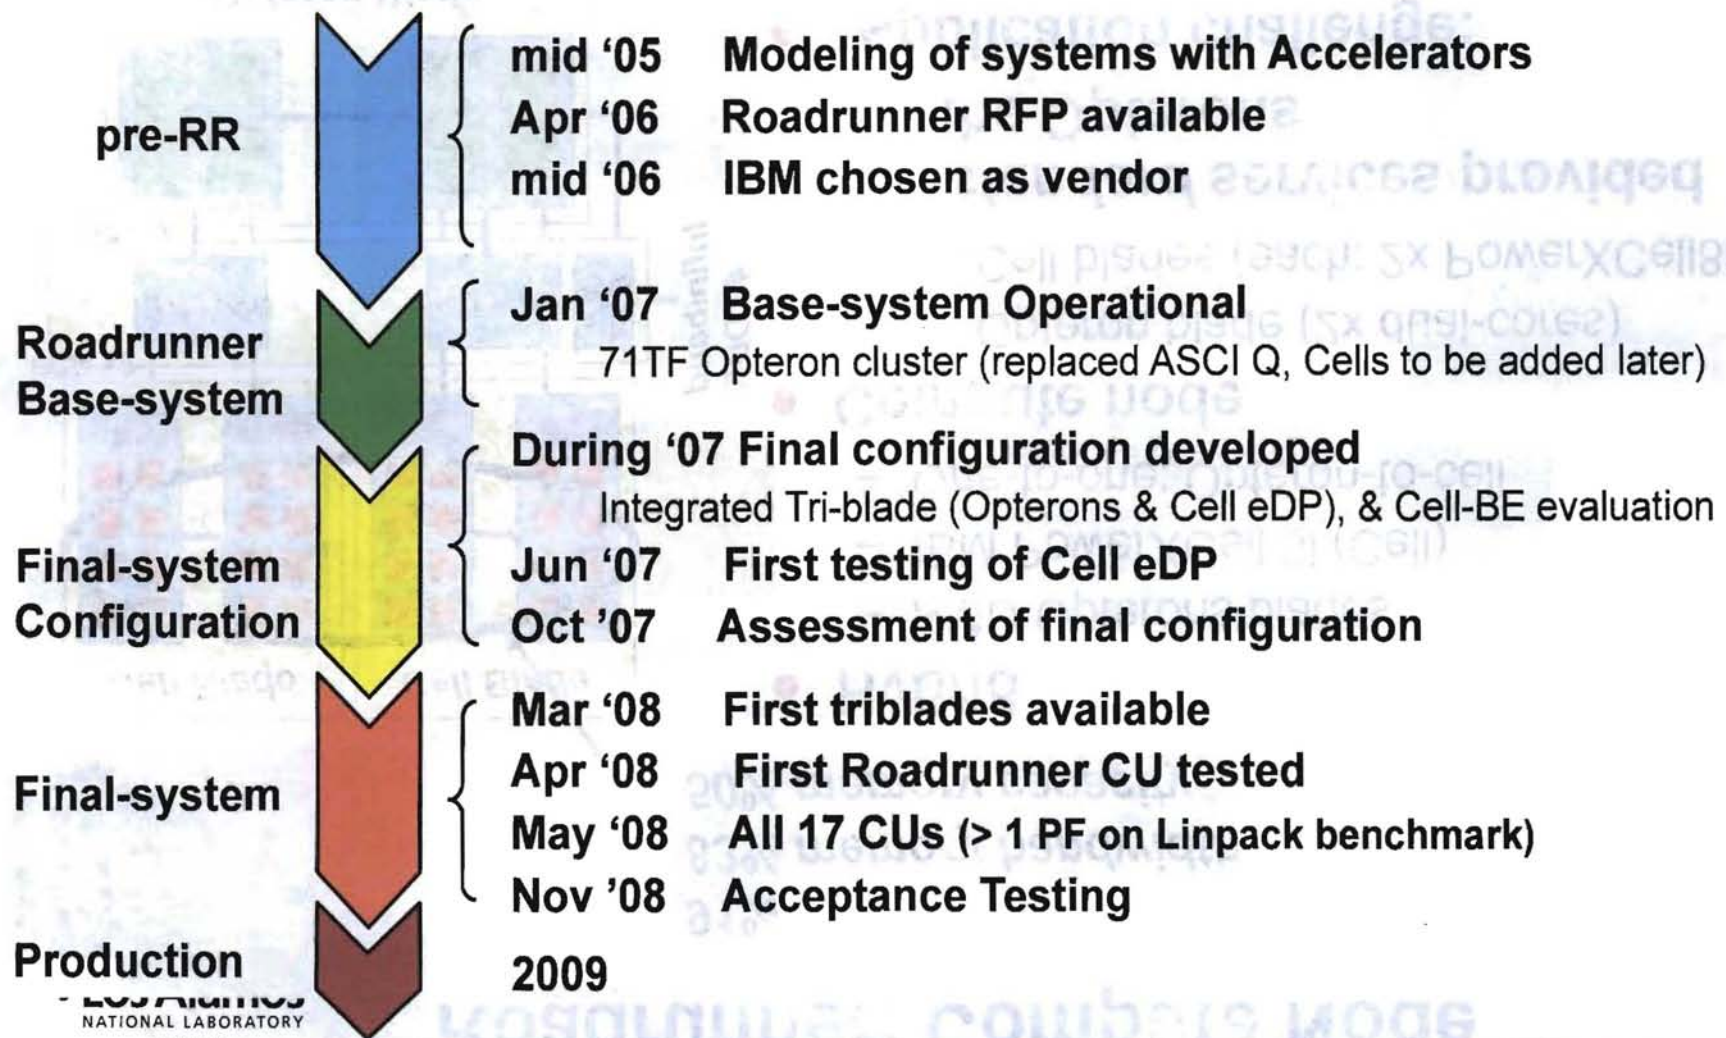 pre-RR
mid ‘05 Modeling of systems with Accelerators
Apr ‘06 Roadrunner RFP available
mid ‘06 IBM chosen as vendor
Roadrunner
Base-system
Jan ‘07 Base-system Operational
71TF Opteron cluster (replaced ASCI Q, Cells to be added later)
Final-system
Configuration
During ‘07 Final configuration developed
Integrated Tri-blade (Opterons & Cell eDP), & Cell-BE evaluation
Jun ‘07 First testing of Cell eDP
Oct ’07 Assessment of final configuration
Final-system
Mar ‘08 First triblades available
Apr ‘08 First Roadrunner CU tested
May ‘08 All 17 CUs (> 1 PF on Linpack benchmark)
Nov ’08 Acceptance Testing
Production
2009
Los Alamos
NATIONAL LABORATORY